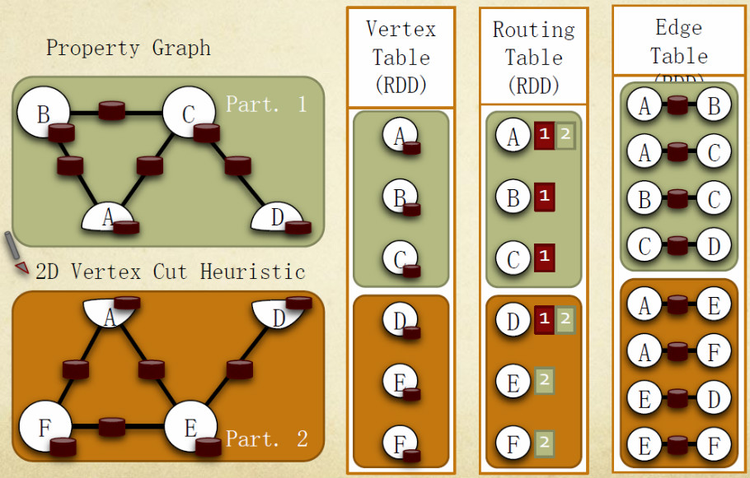 Property Graph
Part. 1
B
C
A
D
2D Vertex Cut Heuristic
A
D
F
E
Part. 2
Vertex
Table
(RDD)
A
B
C
D
E
F
Routing
Table
(RDD)
A 1 2
B 1
C 1
D 1 2
E 2
F 2
Edge
Table
(RDD)
A B
A C
B C
C D
A E
A F
E D
E F